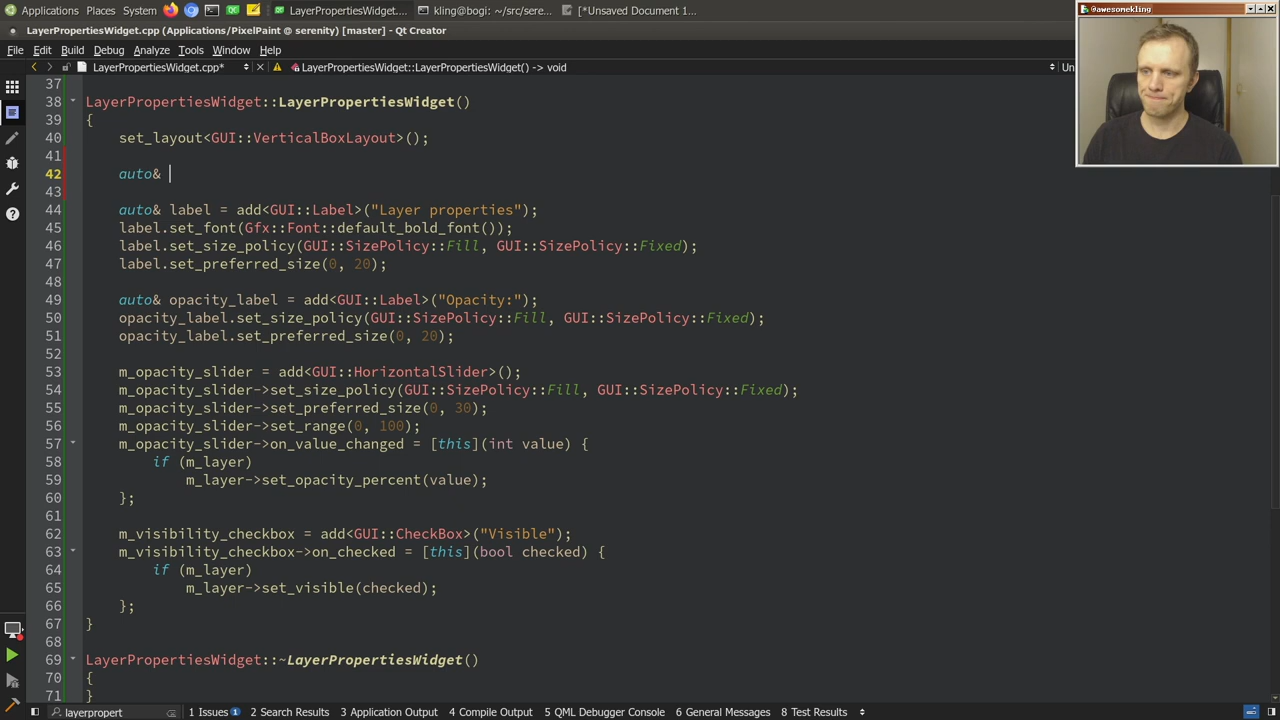 Applications Places System LayerPropertiesWidget.... kling@bogi: ~/src/sere... [*Unsaved Document 1...
@awesomekling
LayerPropertiesWidget.cpp (Applications/PixelPaint @ serenity) [master] - Qt Creator
File Edit Build Debug Analyze Tools Window Help
LayerPropertiesWidget.cpp* LayerPropertiesWidget::LayerPropertiesWidget() -> void Un
37
38 LayerPropertiesWidget::LayerPropertiesWidget()
39 {
40 set_layout<GUI::VerticalBoxLayout>();
41
42 auto&
43
44 auto& label = add<GUI::Label>("Layer properties");
45 label.set_font(Gfx::Font::default_bold_font());
46 label.set_size_policy(GUI::SizePolicy::Fill, GUI::SizePolicy::Fixed);
47 label.set_preferred_size(0, 20);
48
49 auto& opacity_label = add<GUI::Label>("Opacity:");
50 opacity_label.set_size_policy(GUI::SizePolicy::Fill, GUI::SizePolicy::Fixed);
51 opacity_label.set_preferred_size(0, 20);
52
53 m_opacity_slider = add<GUI::HorizontalSlider>();
54 m_opacity_slider->set_size_policy(GUI::SizePolicy::Fill, GUI::SizePolicy::Fixed);
55 m_opacity_slider->set_preferred_size(0, 30);
56 m_opacity_slider->set_range(0, 100);
57 m_opacity_slider->on_value_changed = [this](int value) {
58 if (m_layer)
59 m_layer->set_opacity_percent(value);
60 };
61
62 m_visibility_checkbox = add<GUI::CheckBox>("Visible");
63 m_visibility_checkbox->on_checked = [this](bool checked) {
64 if (m_layer)
65 m_layer->set_visible(checked);
66 };
67 }
68
69 LayerPropertiesWidget::~LayerPropertiesWidget()
70 {
71 }
layerpropert 1 Issues 1 2 Search Results 3 Application Output 4 Compile Output 5 QML Debugger Console 6 General Messages 8 Test Results